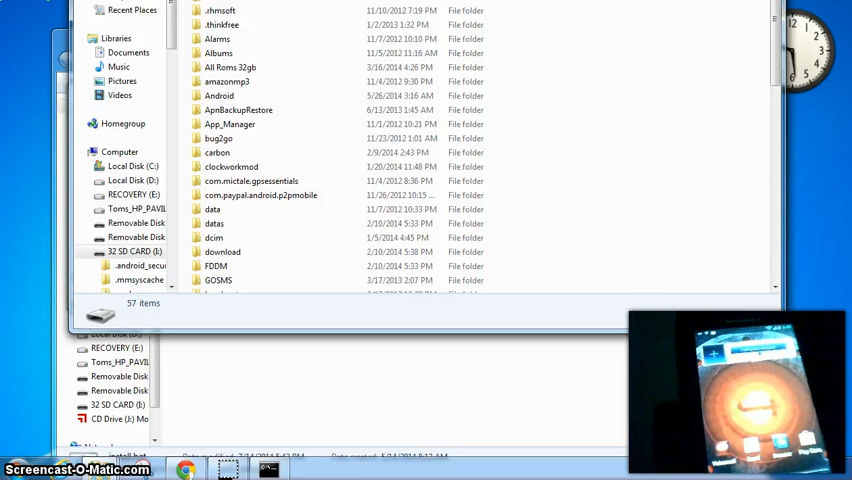 Recent Places
Libraries
Documents
Music
Pictures
Videos
Homegroup
Computer
Local Disk (C:)
Local Disk (D:)
RECOVERY (E:)
Toms_HP_PAVIL
Removable Disk
Removable Disk
32 SD CARD (I:)
.android_secu
.mmsyscache
.rhmsoft 11/10/2012 7:19 PM File folder
.thinkfree 1/2/2013 1:32 PM File folder
Alarms 11/7/2012 10:10 PM File folder
Albums 11/5/2012 11:16 AM File folder
All Roms 32gb 3/16/2014 4:26 PM File folder
amazonmp3 11/4/2012 9:30 PM File folder
Android 5/26/2014 3:16 AM File folder
ApnBackupRestore 6/13/2013 1:45 AM File folder
App_Manager 11/1/2012 10:21 PM File folder
bug2go 11/23/2012 1:01 AM File folder
carbon 2/9/2014 2:43 PM File folder
clockworkmod 1/20/2014 11:48 PM File folder
com.mictale.gpsessentials 11/4/2012 8:36 PM File folder
com.paypal.android.p2pmobile 11/26/2012 10:15 ... File folder
data 11/7/2012 10:33 PM File folder
datas 2/10/2014 5:33 PM File folder
dcim 1/5/2014 4:45 PM File folder
download 2/10/2014 5:38 PM File folder
FDDM 2/10/2014 5:33 PM File folder
GOSMS 3/17/2013 2:07 PM File folder
57 items
RECOVERY (E:)
Toms_HP_PAVIL
Removable Disk
Removable Disk
32 SD CARD (I:)
CD Drive (J:) Mo
Screencast-O-Matic.com